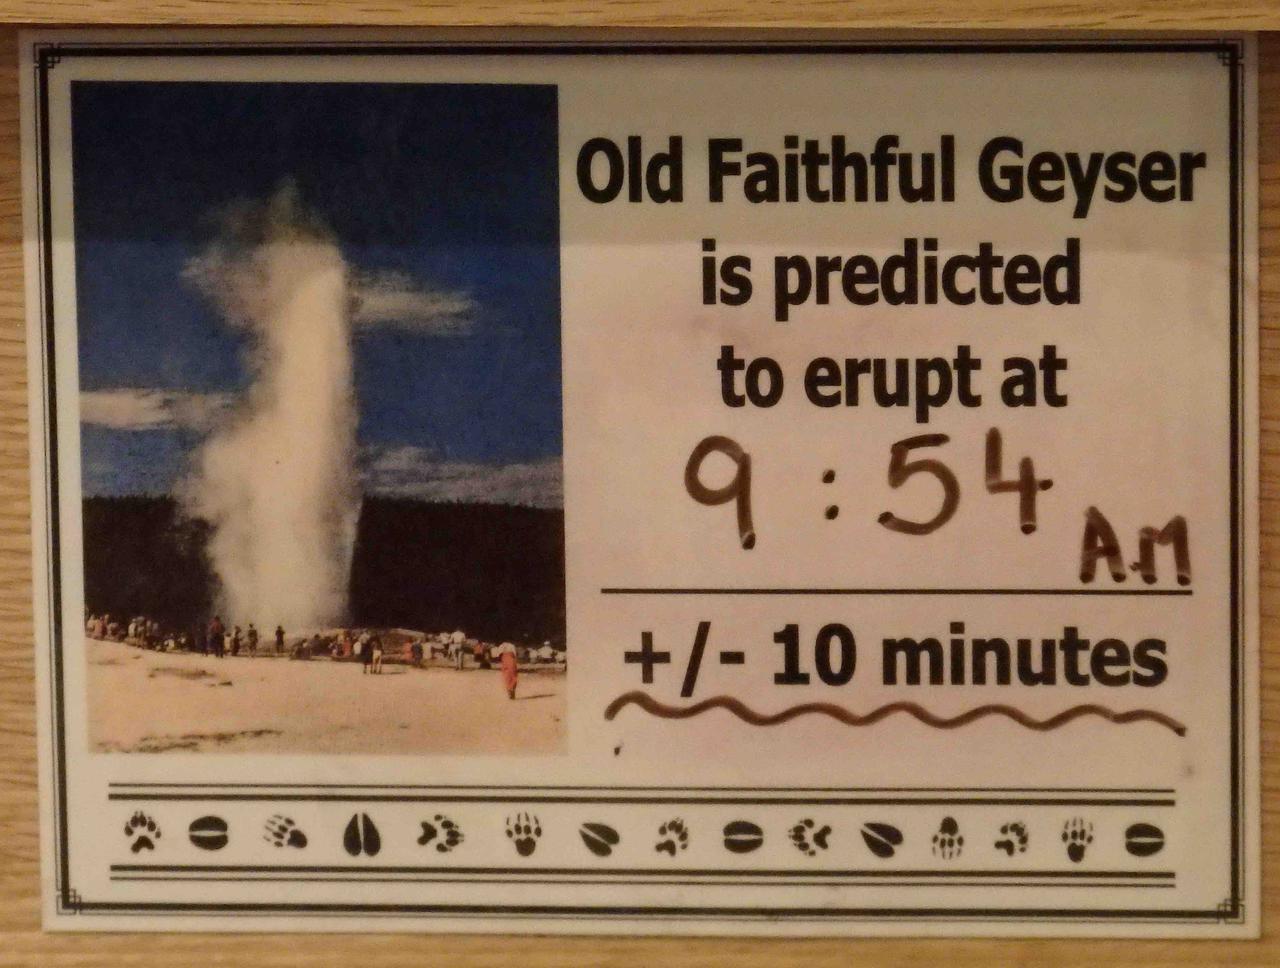 Old Faithful Geyser
is predicted
to erupt at
9:54 AM
+/- 10 minutes